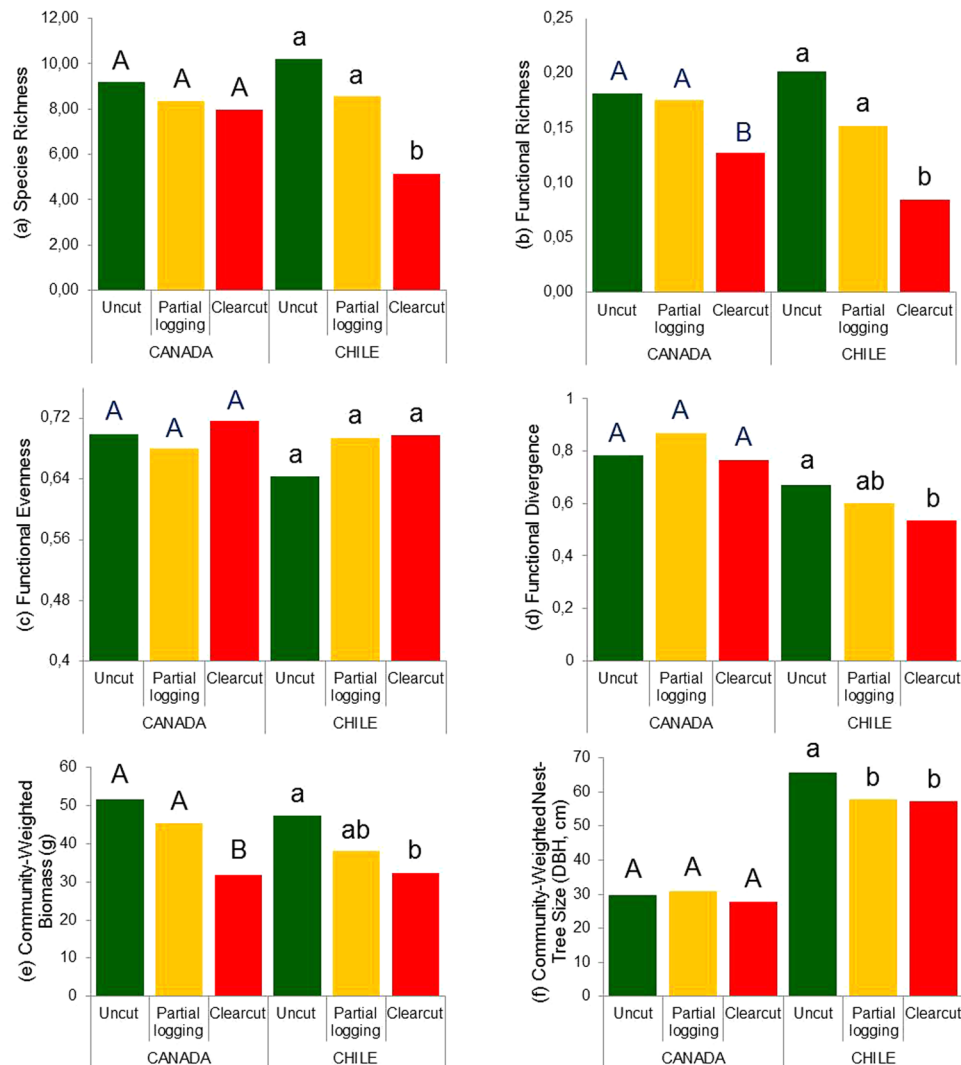 12,00
10,00
8,00
6,00
4,00
2,00
0,00
(a) Species Richness
A
A
A
a
a
b
Uncut
Partial
logging
Clearcut
Uncut
Partial
logging
Clearcut
CANADA
CHILE
0,25
0,20
0,15
0,10
0,05
0,00
(b) Functional Richness
A
A
B
a
a
b
Uncut
Partial
logging
Clearcut
Uncut
Partial
logging
Clearcut
CANADA
CHILE
0,72
0,64
0,56
0,48
0,4
(c) Functional Evenness
A
A
A
a
a
a
Uncut
Partial
logging
Clearcut
Uncut
Partial
logging
Clearcut
CANADA
CHILE
1
0,8
0,6
0,4
0,2
0
(d) Functional Divergence
A
A
A
a
ab
b
Uncut
Partial
logging
Clearcut
Uncut
Partial
logging
Clearcut
CANADA
CHILE
60
50
40
30
20
10
0
(e) Community-Weighted
Biomass (g)
A
A
B
a
ab
b
Uncut
Partial
logging
Clearcut
Uncut
Partial
logging
Clearcut
CANADA
CHILE
70
60
50
40
30
20
10
0
(f) Community-Weighted Nest-
Tree Size (DBH, cm)
A
A
A
a
b
b
Uncut
Partial
logging
Clearcut
Uncut
Partial
logging
Clearcut
CANADA
CHILE